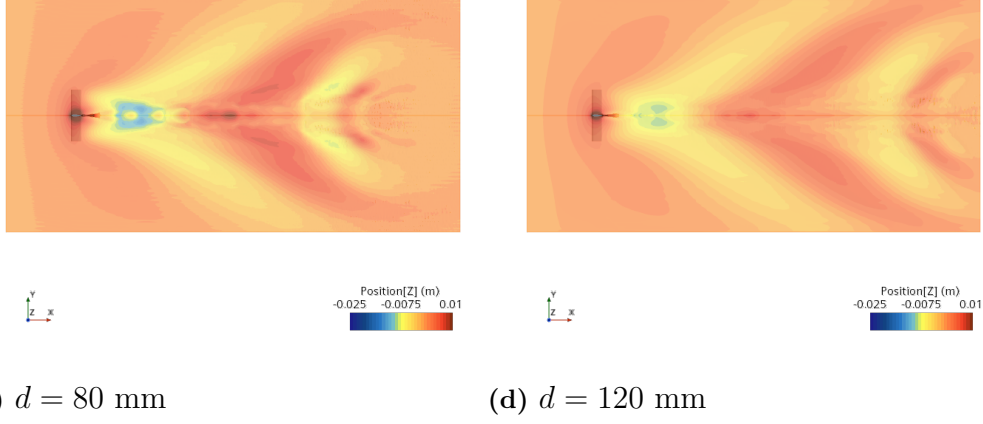 Y
Z X
Position[Z] (m)
-0.025 -0.0075 0.01
Y
Z X
Position[Z] (m)
-0.025 -0.0075 0.01
) d = 80 mm
(d) d = 120 mm